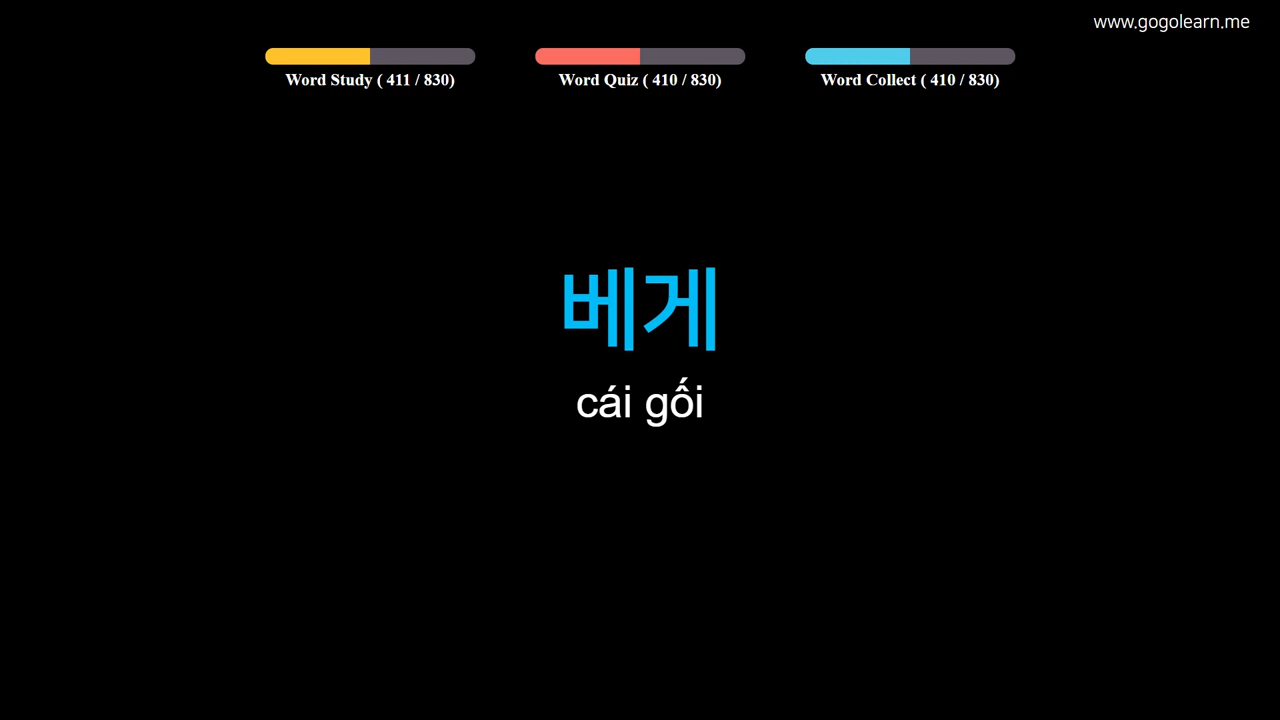 www.gogolearn.me
Word Study ( 411 / 830)
Word Quiz ( 410 / 830)
Word Collect ( 410 / 830)
베게
cái gối